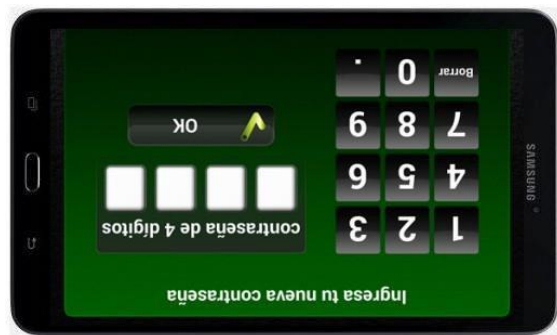 SAMSUNG
Ingresa tu nueva contraseña
1 2 3
4 5 6
7 8 9
Borrar 0 .
contraseña de 4 dígitos
OK